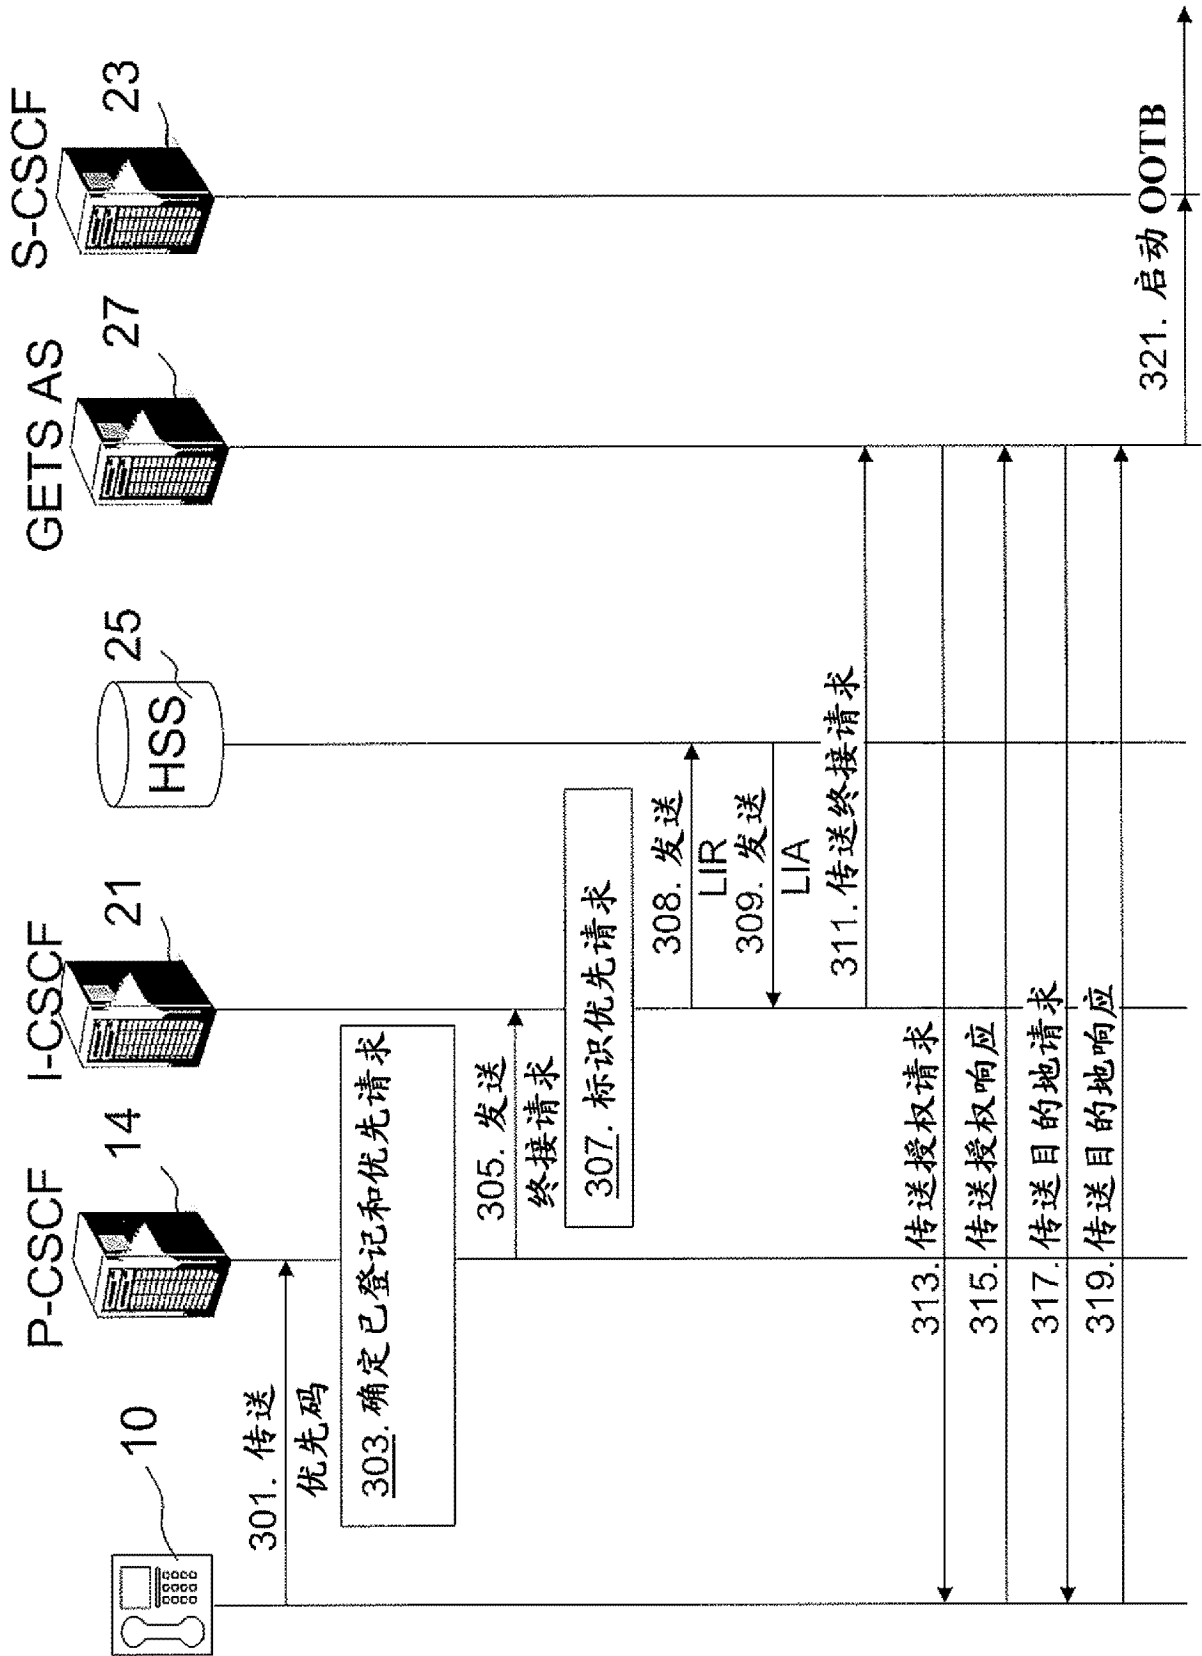 P-CSCF
I-CSCF
GETS AS
S-CSCF
10
14
21
HSS
25
27
23
301. 传送
优先码
303. 确定已登记和优先请求
305. 发送
终接请求
307. 标识优先请求
308. 发送
LIR
309. 发送
LIA
311. 传送终接请求
313. 传送授权请求
315. 传送授权响应
317. 传送目的地请求
319. 传送目的地响应
321. 启动 OOTB